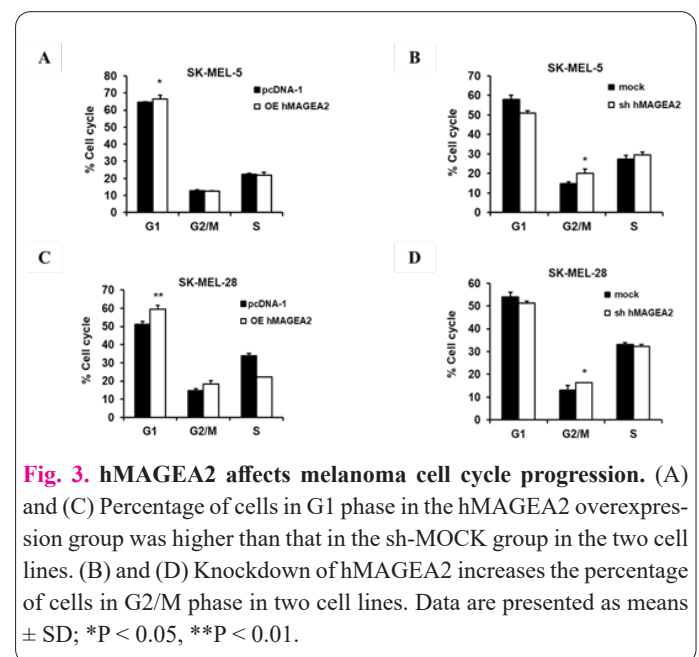 A
SK-MEL-5
% Cell cycle
80
70
60
50
40
30
20
10
0
*
pcDNA-1
OE hMAGEA2
G1 G2/M S
B
SK-MEL-5
% Cell cycle
70
60
50
40
30
20
10
0
*
mock
sh hMAGEA2
G1 G2/M S
C
SK-MEL-28
% Cell cycle
70
60
50
40
30
20
10
0
**
pcDNA-1
OE hMAGEA2
G1 G2/M S
D
SK-MEL-28
% Cell cycle
60
50
40
30
20
10
0
*
mock
sh hMAGEA2
G1 G2/M S
Fig. 3. hMAGEA2 affects melanoma cell cycle progression. (A)
and (C) Percentage of cells in G1 phase in the hMAGEA2 overexpres-
sion group was higher than that in the sh-MOCK group in the two cell
lines. (B) and (D) Knockdown of hMAGEA2 increases the percentage
of cells in G2/M phase in two cell lines. Data are presented as means
± SD; *P < 0.05, **P < 0.01.